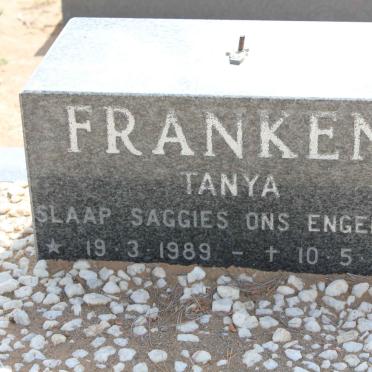 FRANKEN
TANYA
SLAAP SAGGIES ONS ENGE
★ 19.3.1989 – ✝ 10.5.